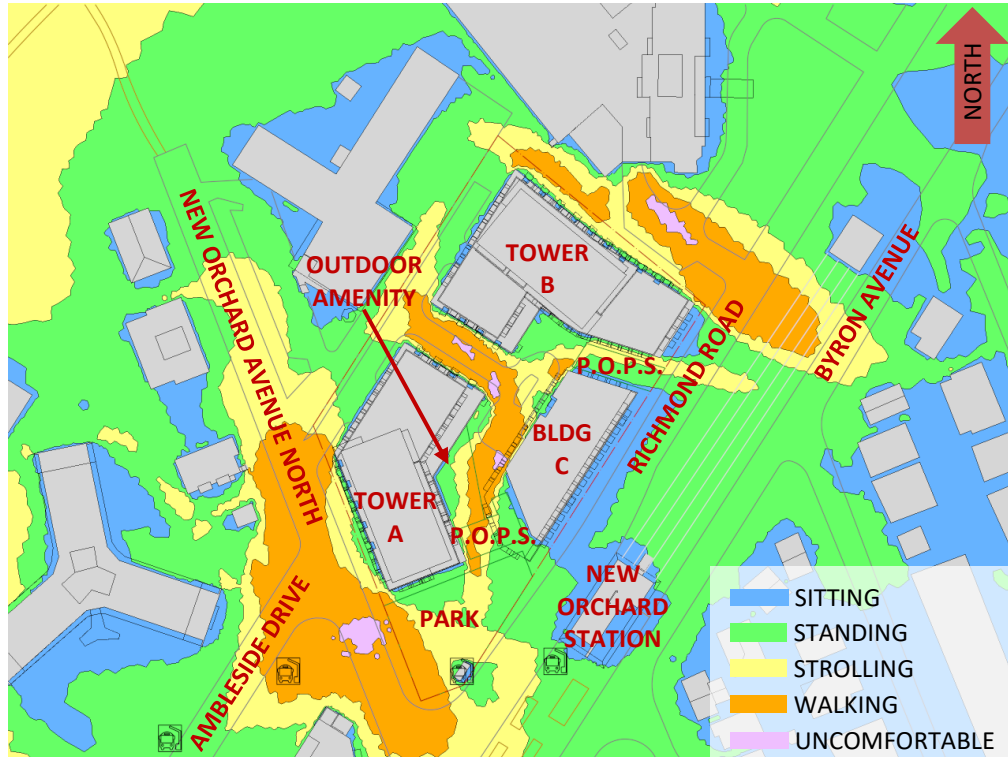 NORTH
NEW ORCHARD AVENUE NORTH
OUTDOOR
AMENITY
TOWER
B
BYRON AVENUE
RICHMOND ROAD
P.O.P.S.
BLDG
C
TOWER
A
P.O.P.S.
NEW
ORCHARD
STATION
PARK
AMBLESIDE DRIVE
SITTING
STANDING
STROLLING
WALKING
UNCOMFORTABLE